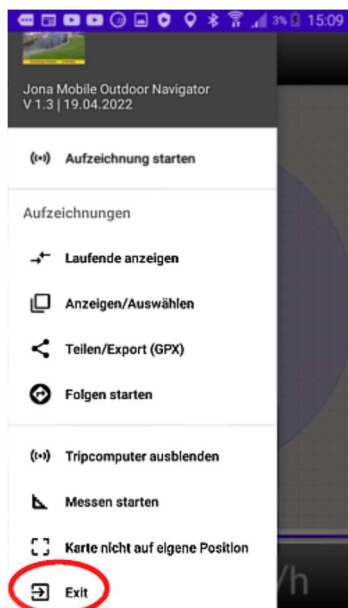 3% 15:09
Jona Mobile Outdoor Navigator
V 1.3 | 19.04.2022
Aufzeichnung starten
Aufzeichnungen
Laufende anzeigen
Anzeigen/Auswählen
Teilen/Export (GPX)
Folgen starten
Tripcomputer ausblenden
Messen starten
Karte nicht auf eigene Position
Exit
/h